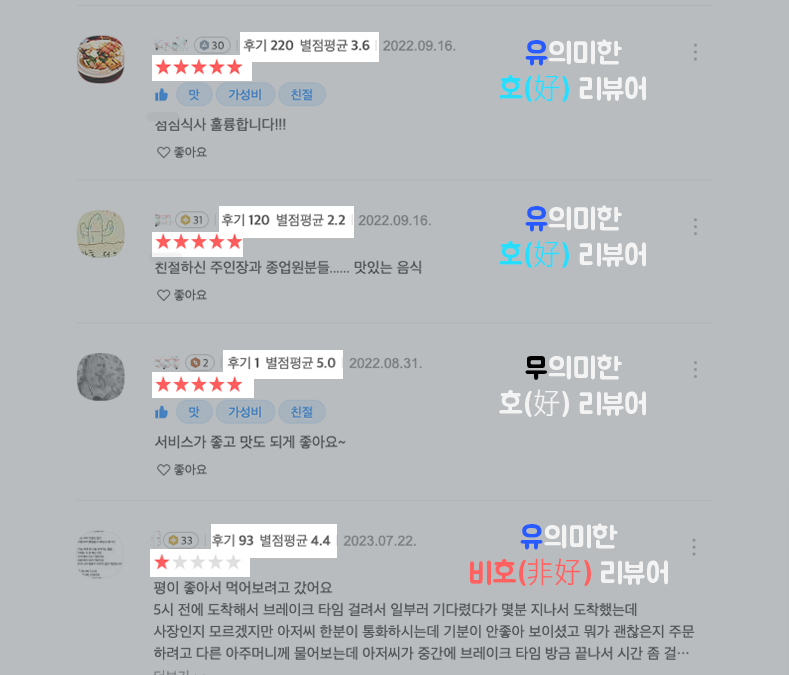 30 후기 220 별점평균 3.6 2022.09.16.
유의미한
호(好) 리뷰어
맛 가성비 친절
점심식사 훌륭합니다!!!
좋아요
31 후기 120 별점평균 2.2 2022.09.16.
유의미한
호(好) 리뷰어
친절하신 주인장과 종업원분들...... 맛있는 음식
좋아요
2 후기 1 별점평균 5.0 2022.08.31.
무의미한
호(好) 리뷰어
맛 가성비 친절
서비스가 좋고 맛도 되게 좋아요~
좋아요
33 후기 93 별점평균 4.4 2023.07.22.
유의미한
비호(非好) 리뷰어
평이 좋아서 먹어보려고 갔어요
5시 전에 도착해서 브레이크 타임 걸려서 일부러 기다렸다가 몇분 지나서 도착했는데
사장인지 모르겠지만 아저씨 한분이 통화하시는데 기분이 안좋아 보이셨고 뭐가 괜찮은지 주문
하려고 다른 아주머니께 물어보는데 아저씨가 중간에 브레이크 타임 방금 끝나서 시간 좀 걸…